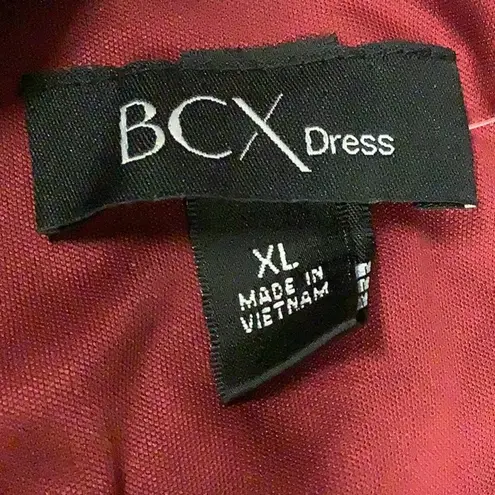 BCX Dress
XL
MADE IN
VIETNAM